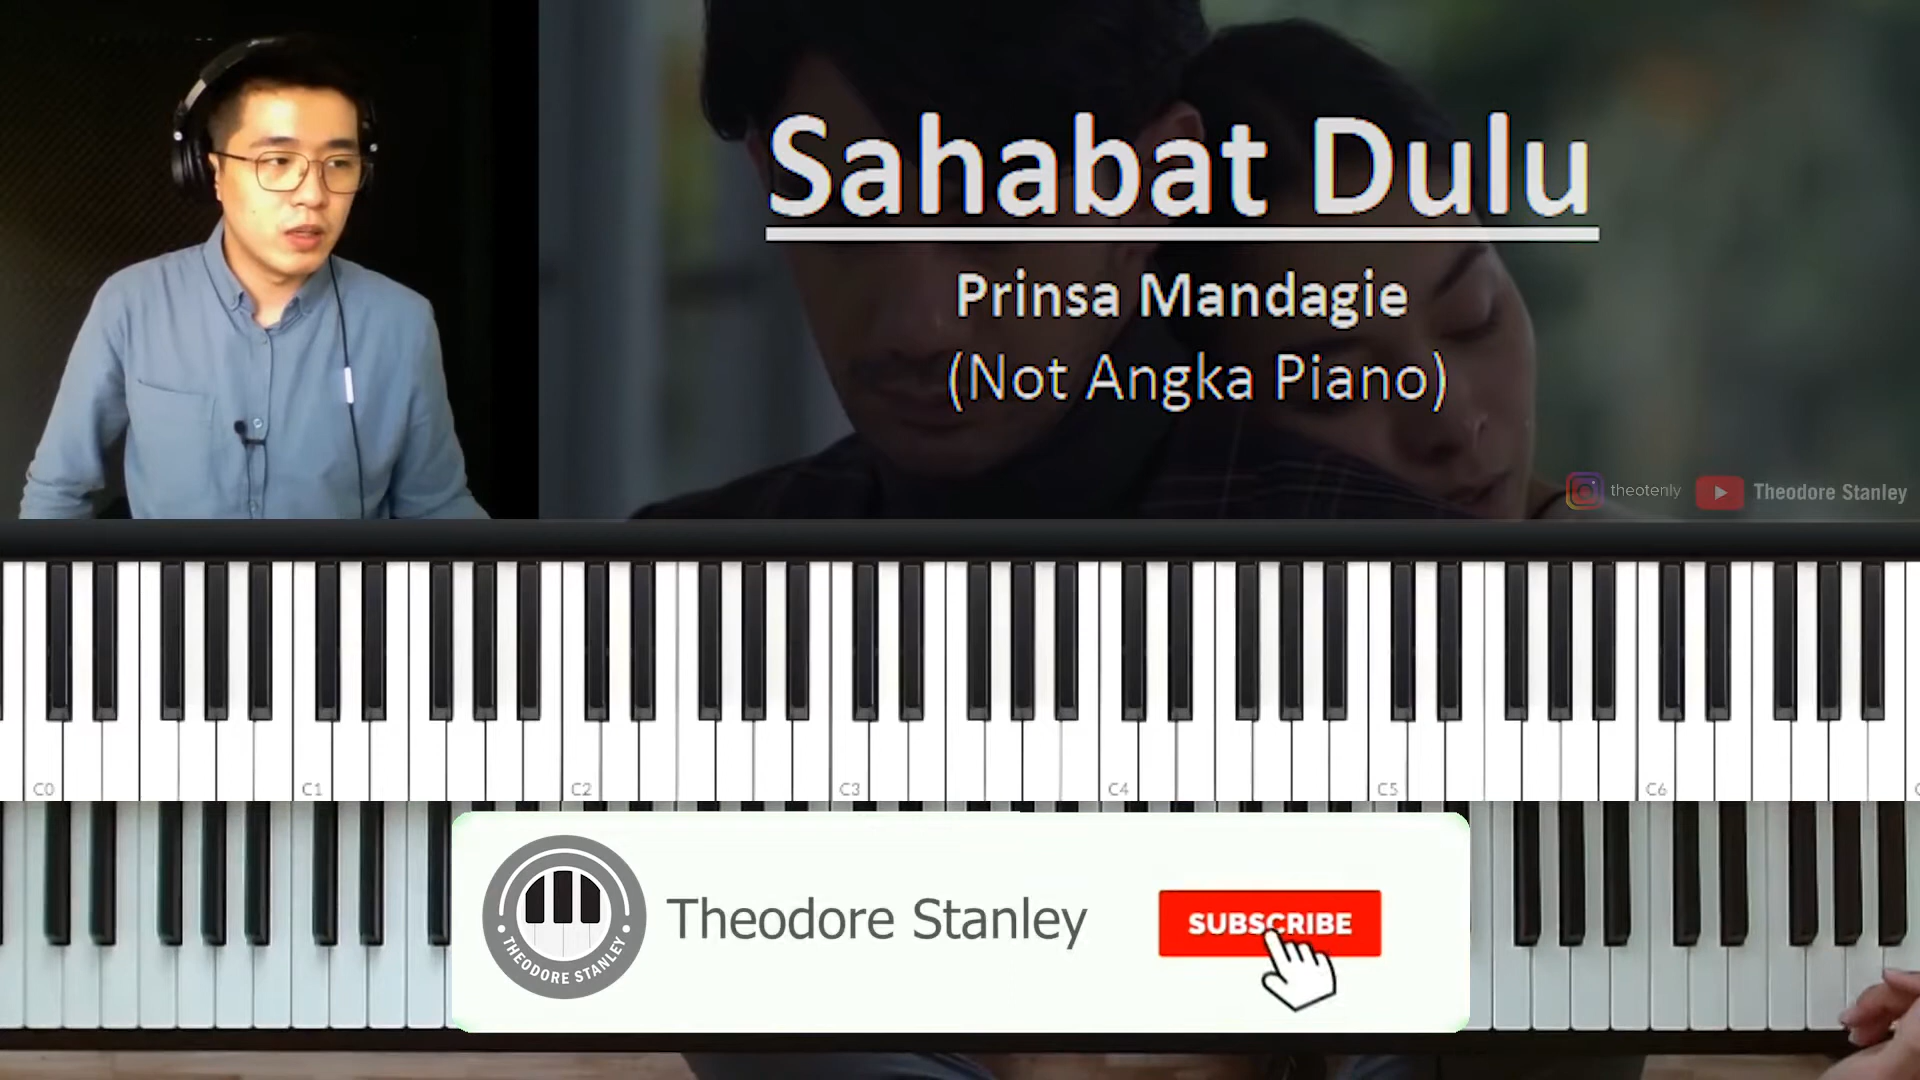 Sahabat Dulu
Prinsa Mandagie
(Not Angka Piano)
theotenly
Theodore Stanley
C0
C1
C2
C3
C4
C5
C6
THEODORE STANLEY
Theodore Stanley
SUBSCRIBE